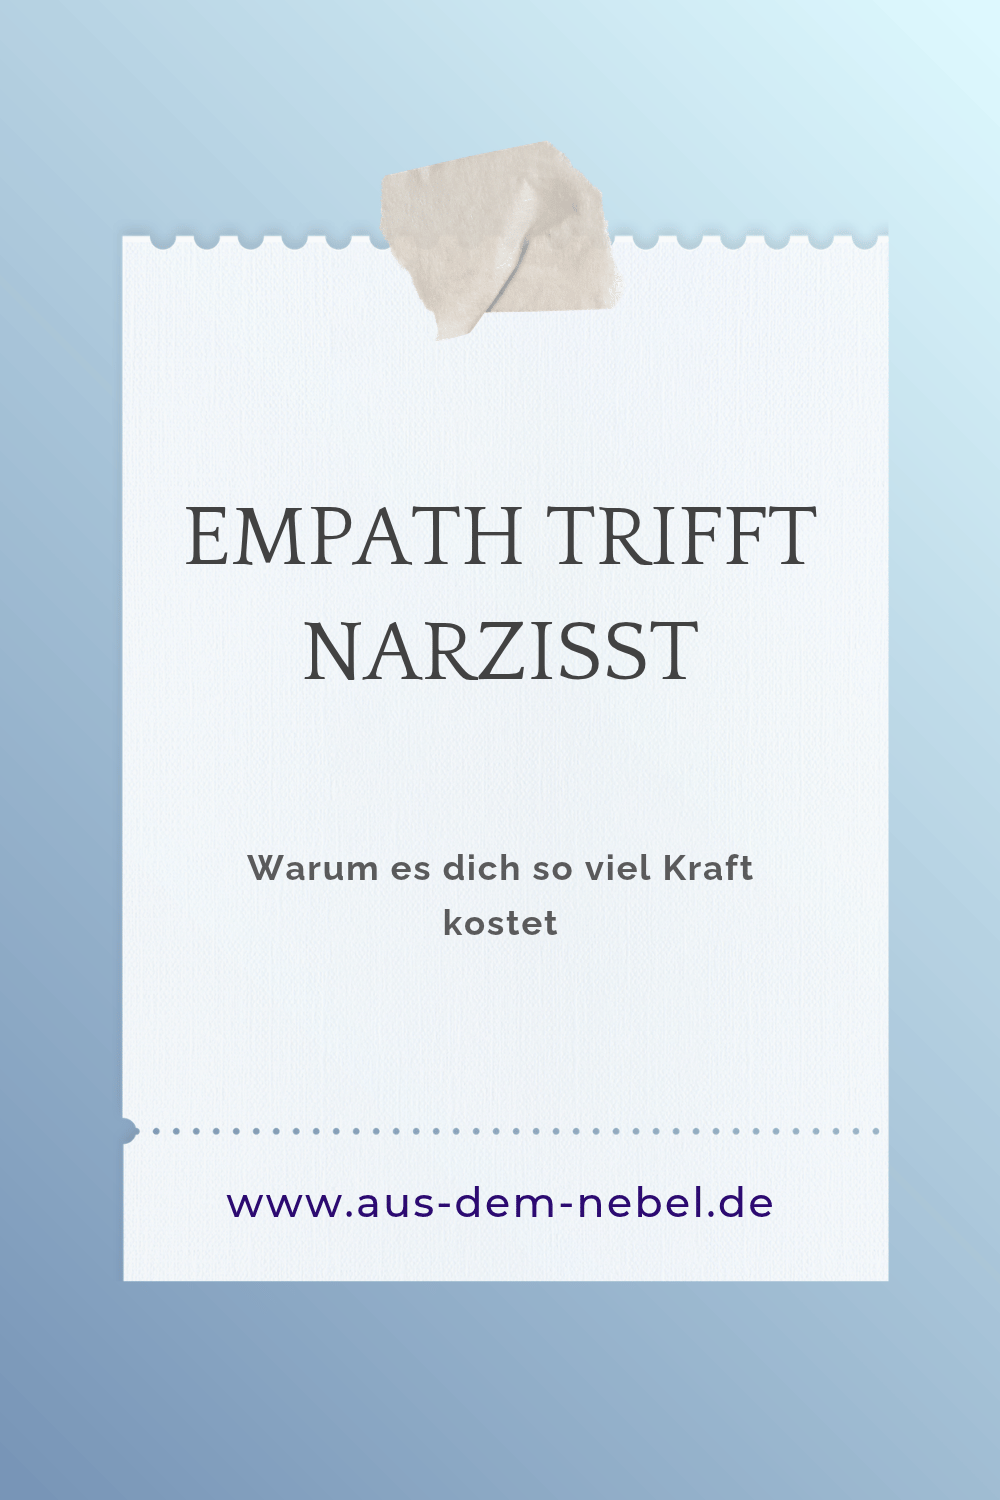 EMPATH TRIFFT
NARZISST
Warum es dich so viel Kraft
kostet
www.aus-dem-nebel.de